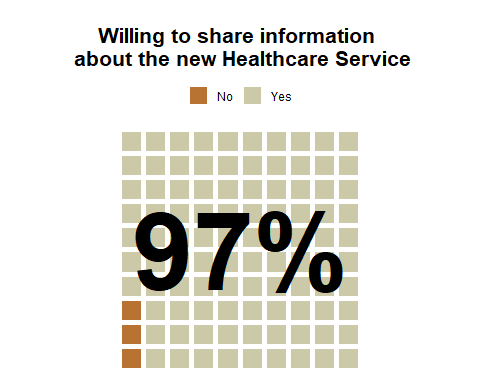 Willing to share information
about the new Healthcare Service
No Yes
97%